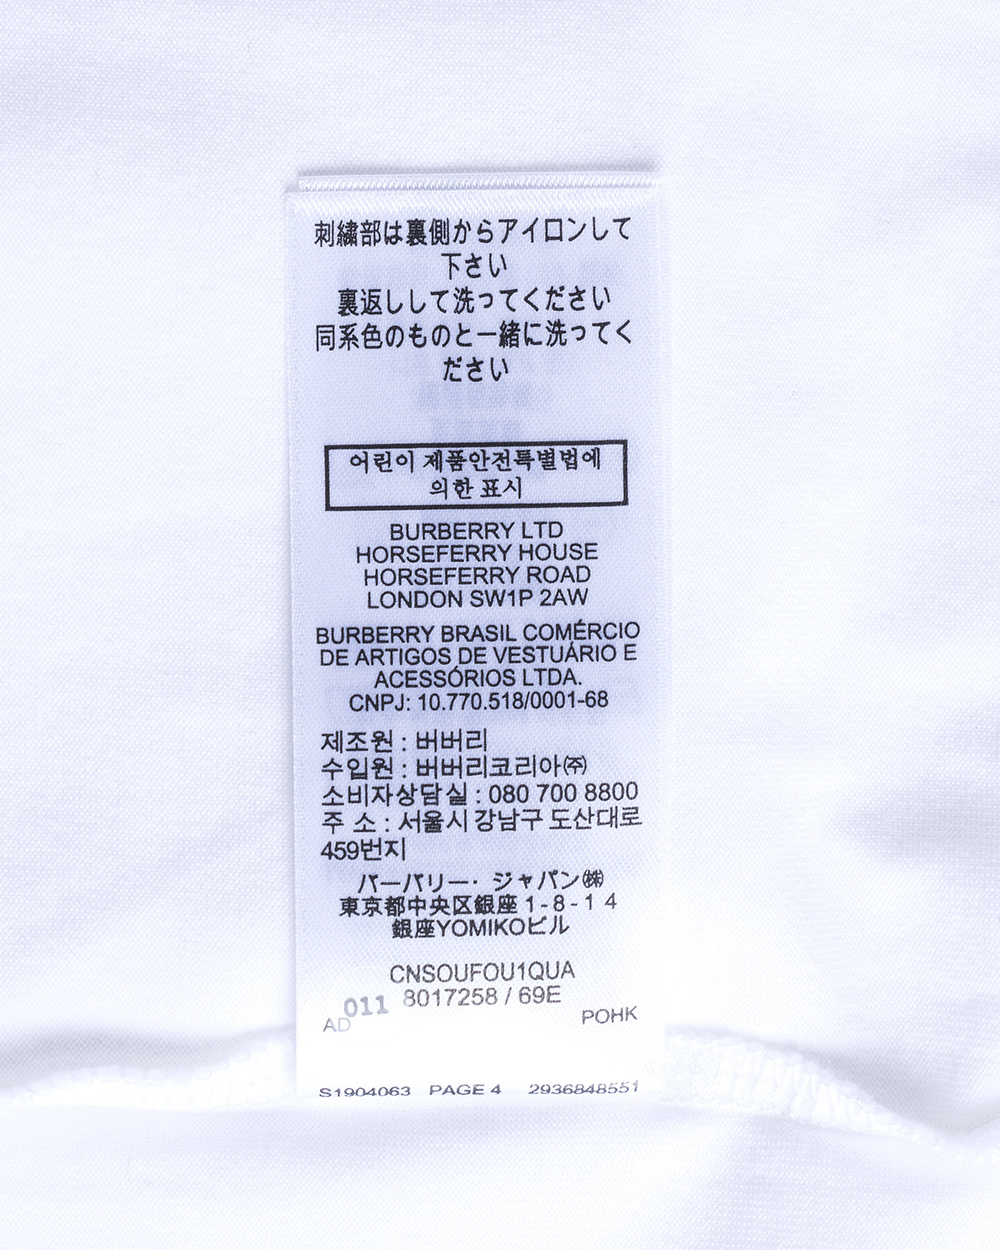 刺繍部は裏側からアイロンして
下さい
裏返しして洗ってください
同系色のものと一緒に洗ってく
ださい
어린이 제품안전특별법에
의한 표시
BURBERRY LTD
HORSEFERRY HOUSE
HORSEFERRY ROAD
LONDON SW1P 2AW
BURBERRY BRASIL COMÉRCIO
DE ARTIGOS DE VESTUÁRIO E
ACESSÓRIOS LTDA.
CNPJ: 10.770.518/0001-68
제조원 : 버버리
수입원 : 버버리코리아㈜
소비자상담실 : 080 700 8800
주 소 : 서울시 강남구 도산대로
459번지
バーバリー· ジャパン㈱
東京都中央区銀座 1 - 8 - 1 4
銀座YOMIKOビル
CNSOUFOU1QUA
8017258 / 69E
AD 011
POHK
S1904063 PAGE 4 2936848551